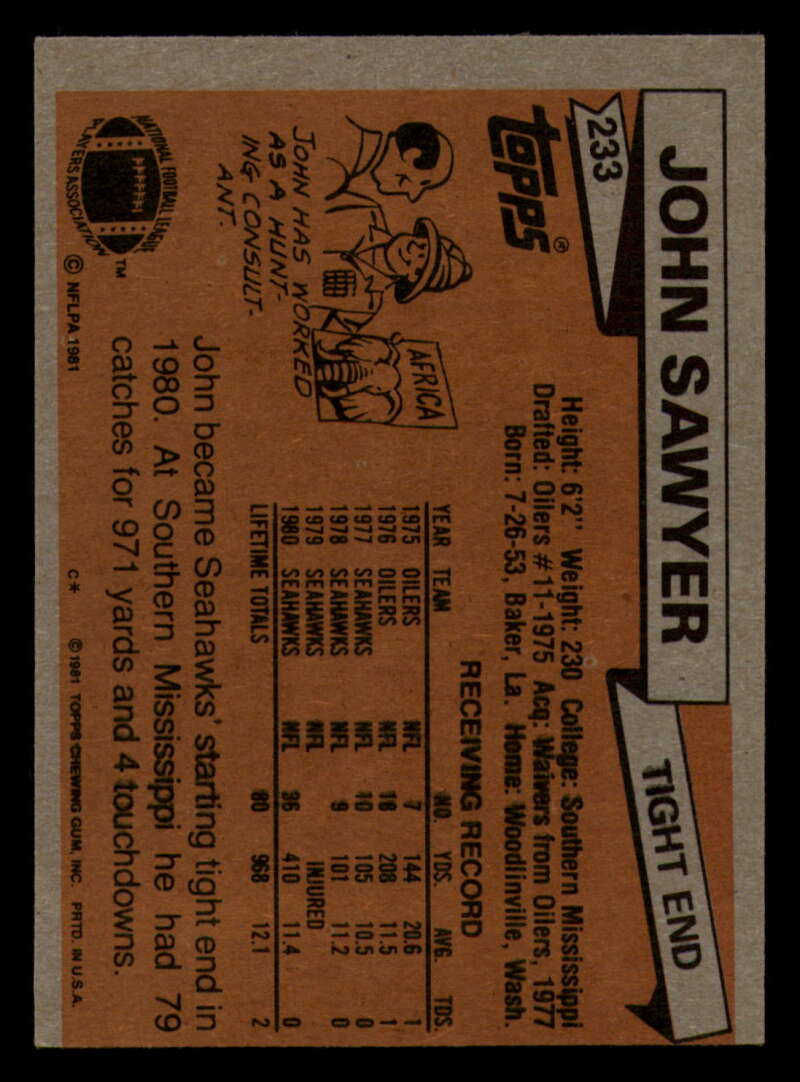 JOHN SAWYER
TIGHT END
233
topps®
Height: 6'2" Weight: 230 College: Southern Mississippi
Drafted: Oilers #11-1975 Acq: Waivers from Oilers, 1977
Born: 7-26-53, Baker, La. Home: Woodlinville, Wash.
AFRICA
JOHN HAS WORKED
AS A HUNT-
ING CONSULT-
ANT.
RECEIVING RECORD
YEAR TEAM NO. YDS. AVG. TDS.
1975 OILERS NFL 7 144 20.6 1
1976 OILERS NFL 18 208 11.5 1
1977 SEAHAWKS NFL 10 105 10.5 0
1978 SEAHAWKS NFL 9 101 11.2 0
1979 SEAHAWKS NFL INJURED
1980 SEAHAWKS NFL 36 410 11.4 0
LIFETIME TOTALS 80 968 12.1 2
John became Seahawks' starting tight end in
1980. At Southern Mississippi he had 79
catches for 971 yards and 4 touchdowns.
NATIONAL FOOTBALL LEAGUE
PLAYERS ASSOCIATION
™
© NFLPA 1981
C* © 1981 TOPPS CHEWING GUM, INC. PRTD. IN U.S.A.